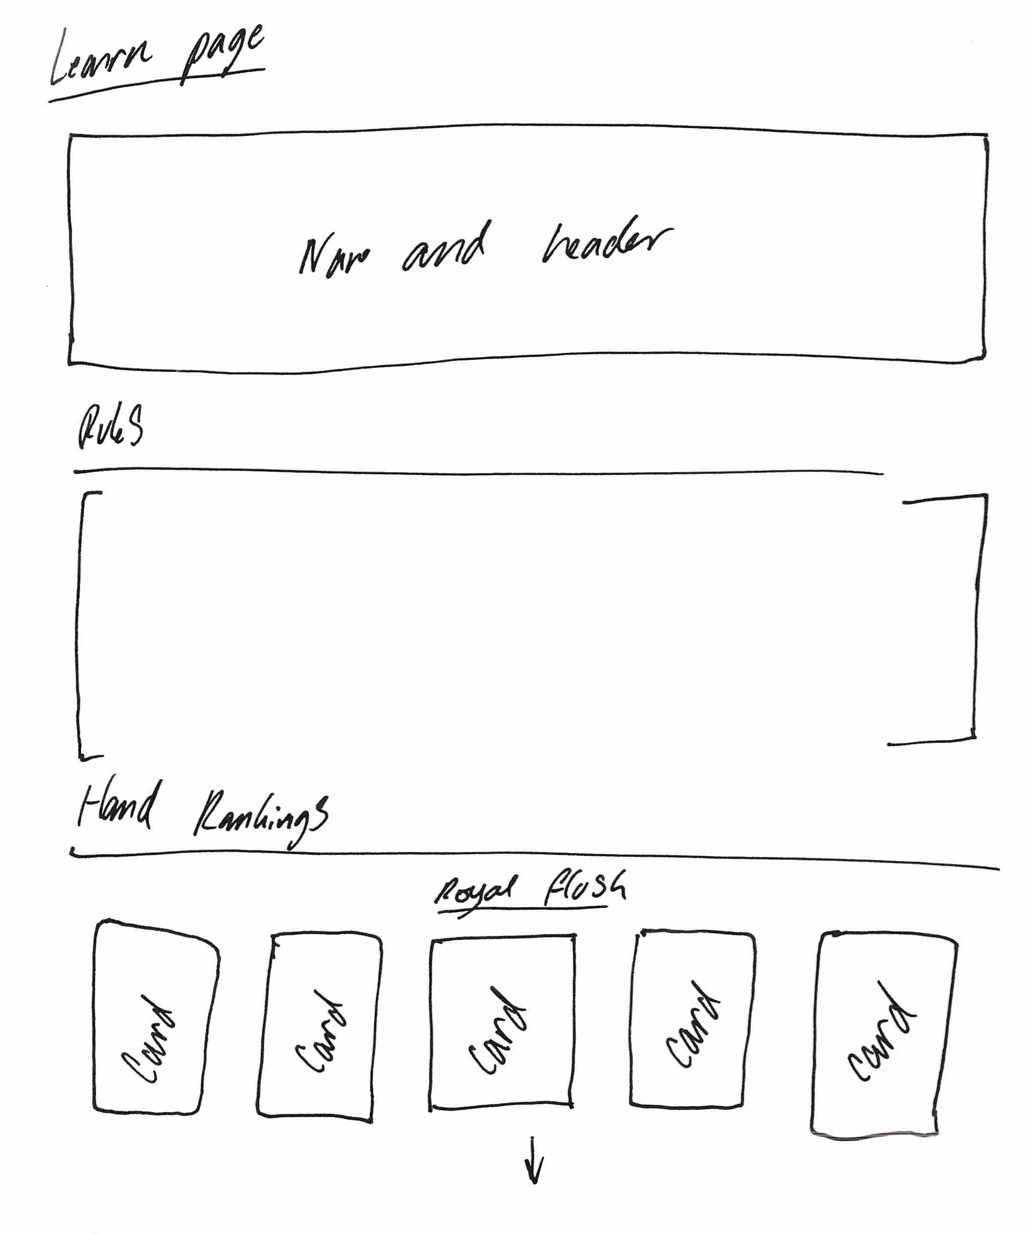 Learn page
Nav and header
Rules
Hand Rankings
Royal flush
Card Card Card Card Card